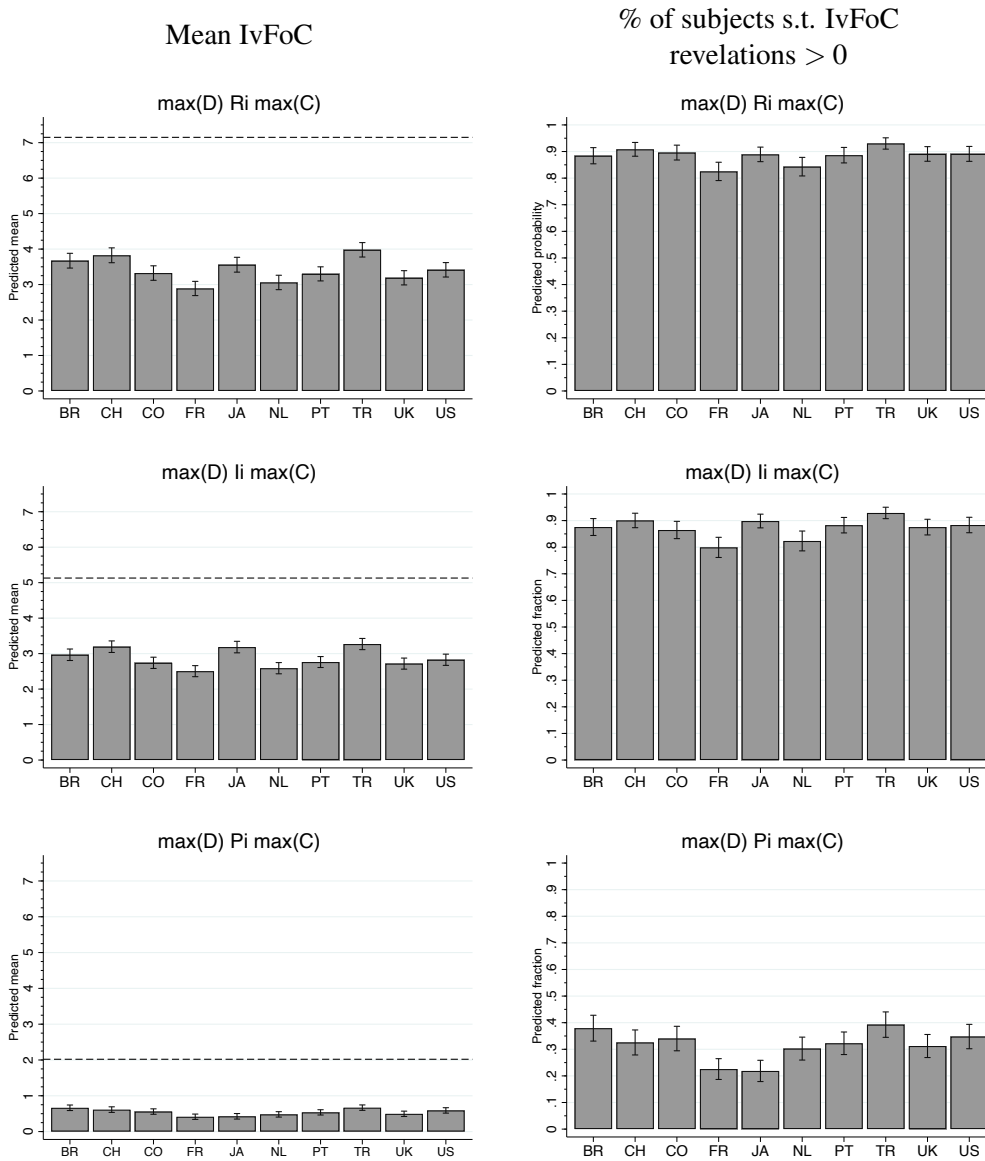 Mean IvFoC
% of subjects s.t. IvFoC
revelations > 0
max(D) Ri max(C)
Predicted mean
7
6
5
4
3
2
1
0
BR CH CO FR JA NL PT TR UK US
max(D) Ri max(C)
Predicted probability
1
.9
.8
.7
.6
.5
.4
.3
.2
.1
0
BR CH CO FR JA NL PT TR UK US
max(D) Ii max(C)
Predicted mean
7
6
5
4
3
2
1
0
BR CH CO FR JA NL PT TR UK US
max(D) Ii max(C)
Predicted fraction
1
.9
.8
.7
.6
.5
.4
.3
.2
.1
0
BR CH CO FR JA NL PT TR UK US
max(D) Pi max(C)
Predicted mean
7
6
5
4
3
2
1
0
BR CH CO FR JA NL PT TR UK US
max(D) Pi max(C)
Predicted fraction
1
.9
.8
.7
.6
.5
.4
.3
.2
.1
0
BR CH CO FR JA NL PT TR UK US